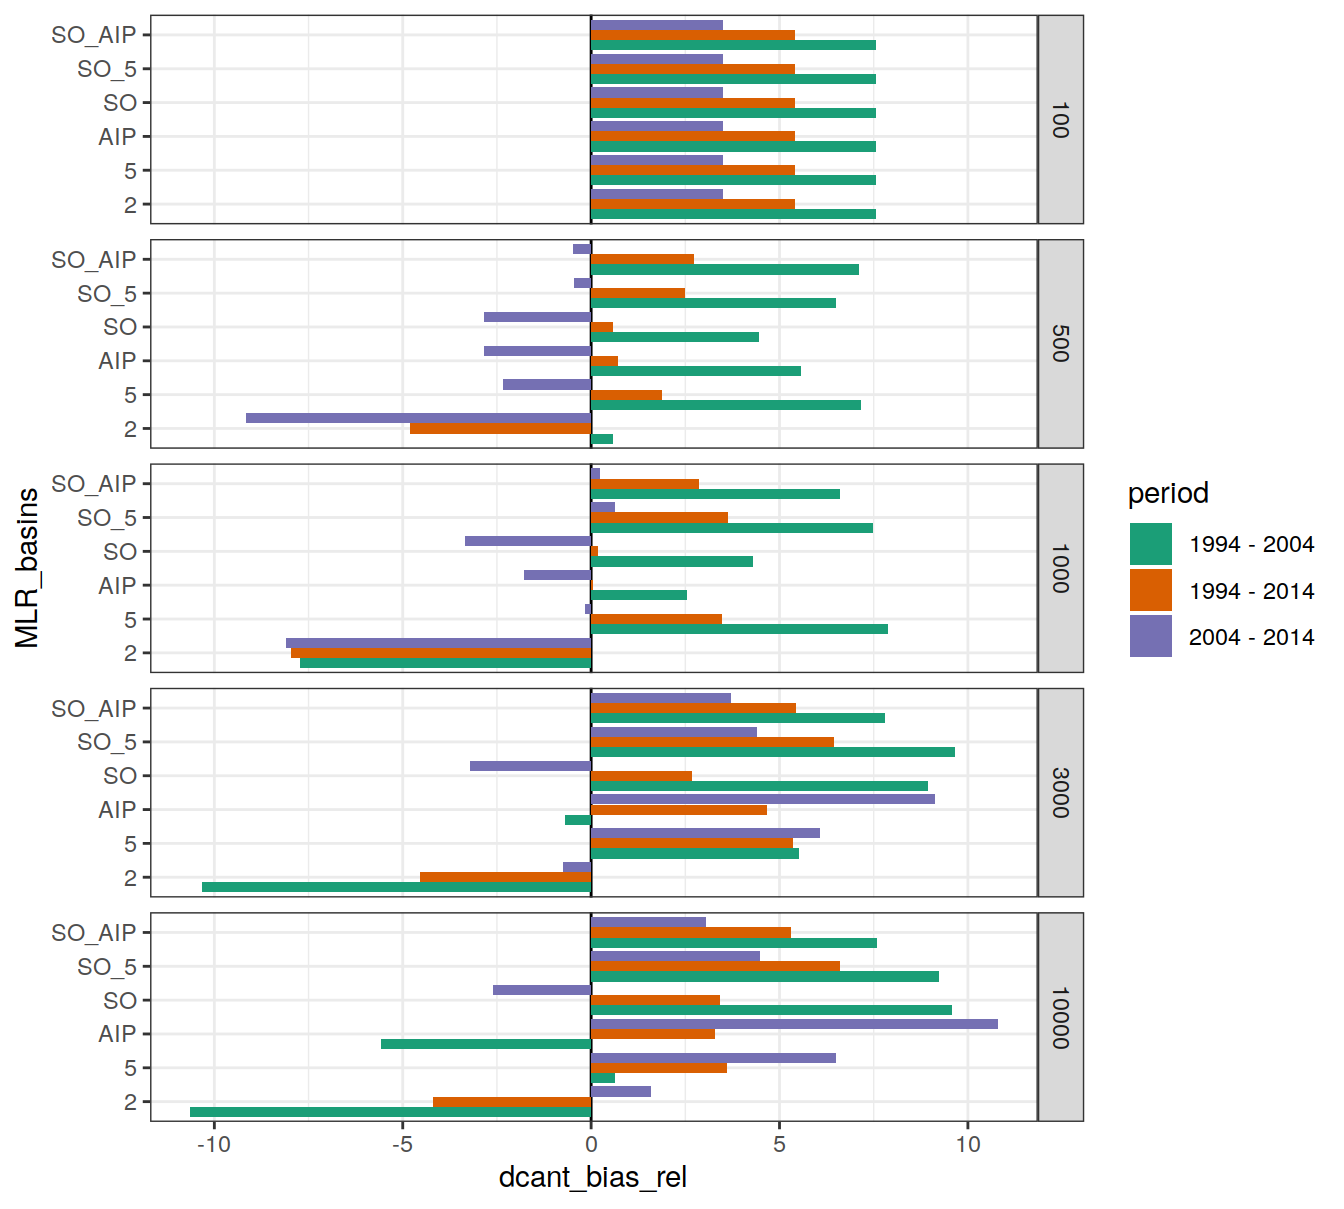 SO_AIP
SO_5
SO
AIP
5
2
100
SO_AIP
SO_5
SO
AIP
5
2
500
SO_AIP
SO_5
SO
AIP
5
2
1000
SO_AIP
SO_5
SO
AIP
5
2
3000
SO_AIP
SO_5
SO
AIP
5
2
10000
-10 -5 0 5 10
dcant_bias_rel
MLR_basins
period
1994 - 2004
1994 - 2014
2004 - 2014